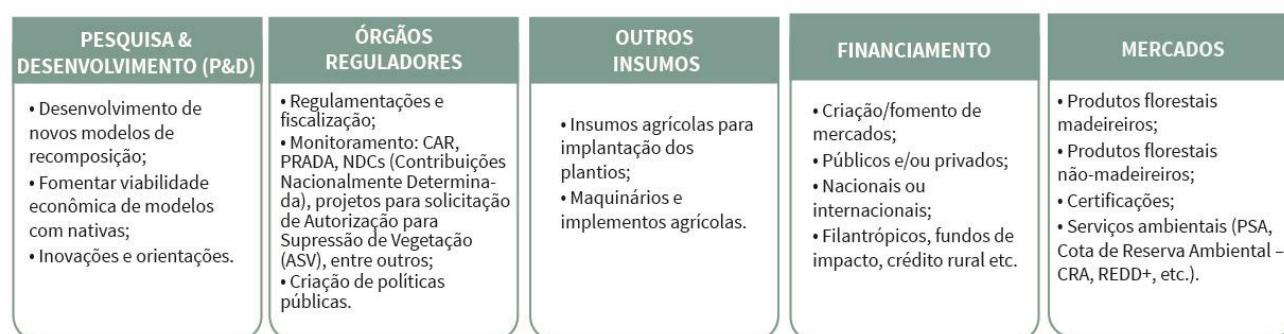 PESQUISA &
DESENVOLVIMENTO (P&D)
• Desenvolvimento de
novos modelos de
recomposição;
• Fomentar viabilidade
econômica de modelos
com nativas;
• Inovações e orientações.
ÓRGÃOS
REGULADORES
• Regulamentações e
fiscalização;
• Monitoramento: CAR,
PRADA, NDCs (Contribuições
Nacionalmente Determina-
da), projetos para solicitação
de Autorização para
Supressão de Vegetação
(ASV), entre outros;
• Criação de políticas
públicas.
OUTROS
INSUMOS
• Insumos agrícolas para
implantação dos
plantios;
• Maquinários e
implementos agrícolas.
FINANCIAMENTO
• Criação/fomento de
mercados;
• Públicos e/ou privados;
• Nacionais ou
internacionais;
• Filantrópicos, fundos de
impacto, crédito rural etc.
MERCADOS
• Produtos florestais
madeireiros;
• Produtos florestais
não-madeireiros;
• Certificações;
• Serviços ambientais (PSA,
Cota de Reserva Ambiental –
CRA, REDD+, etc.).